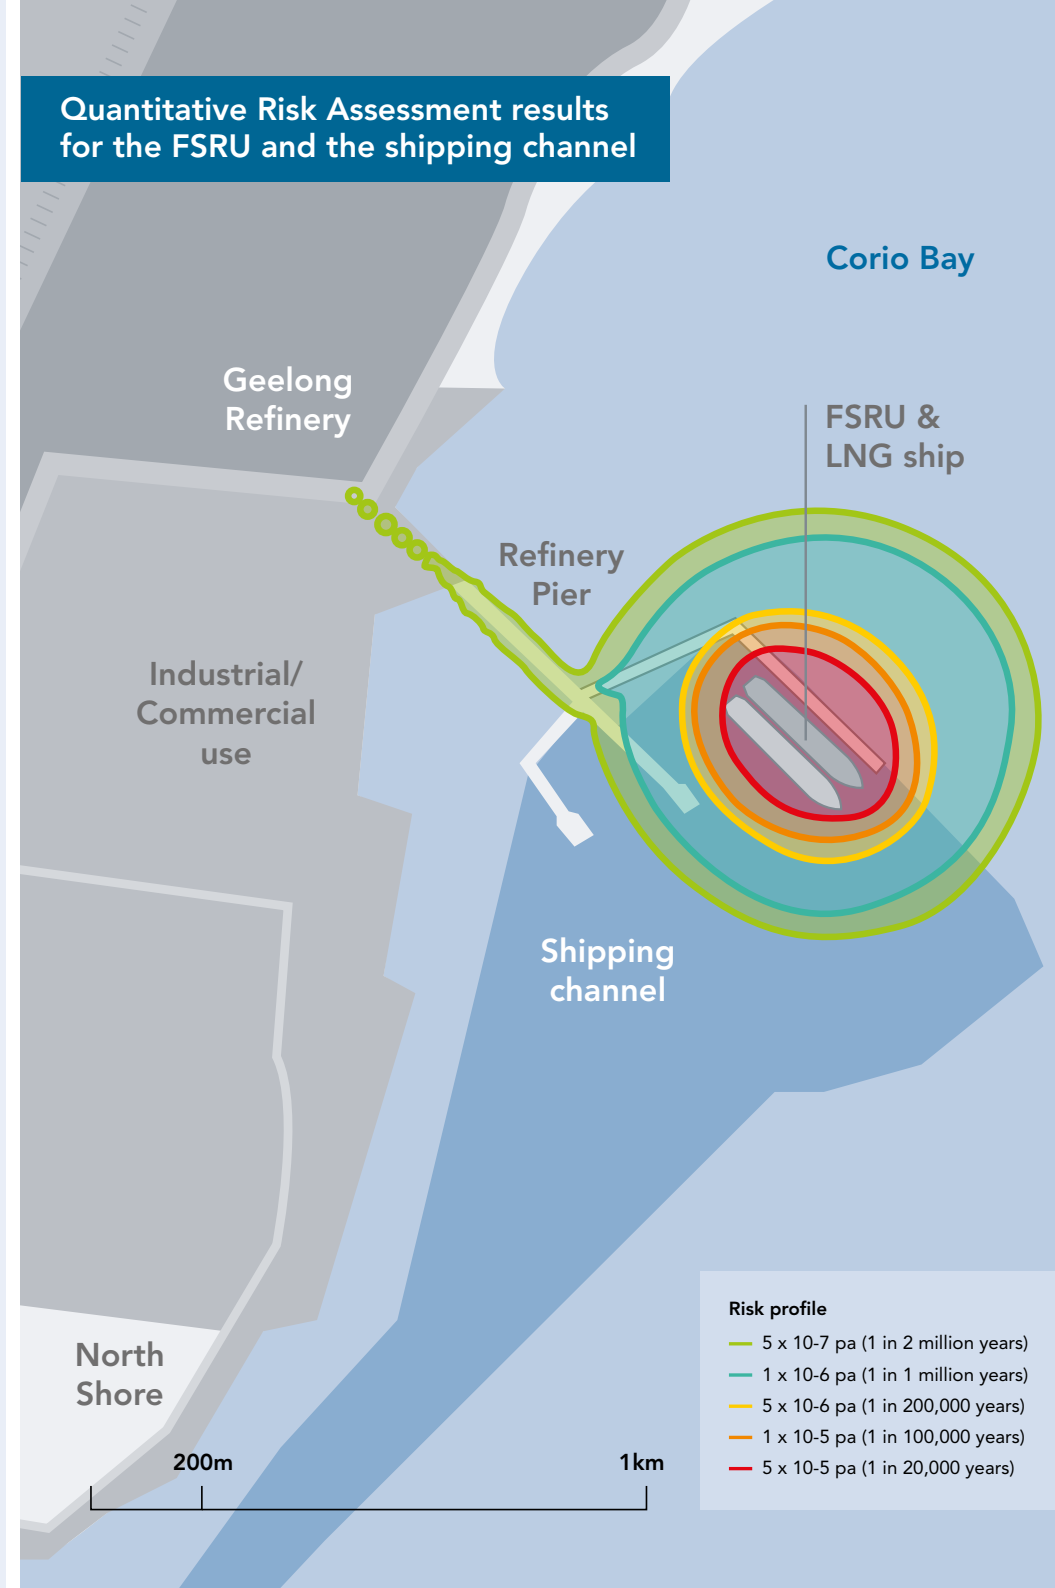 Quantitative Risk Assessment results
for the FSRU and the shipping channel
Corio Bay
Geelong
Refinery
FSRU &
LNG ship
Refinery
Pier
Industrial/
Commercial
use
Shipping
channel
North
Shore
200m
1km
Risk profile
5 x 10-7 pa (1 in 2 million years)
1 x 10-6 pa (1 in 1 million years)
5 x 10-6 pa (1 in 200,000 years)
1 x 10-5 pa (1 in 100,000 years)
5 x 10-5 pa (1 in 20,000 years)